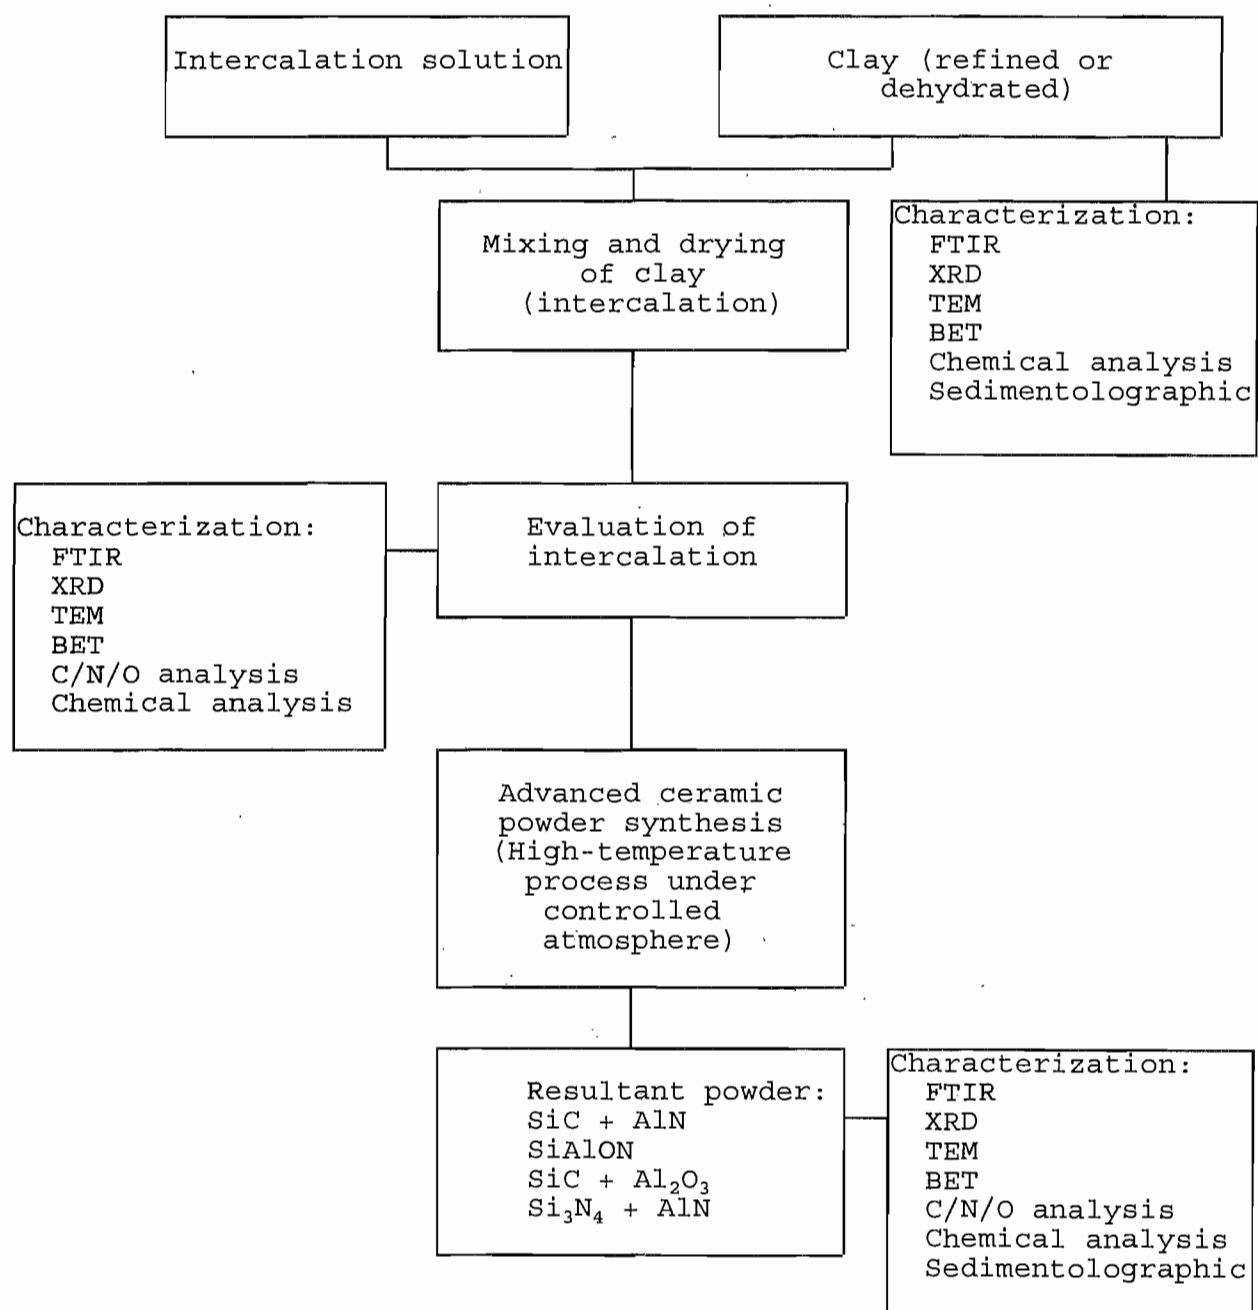 Intercalation solution
Clay (refined or
dehydrated)
Mixing and drying
of clay
(intercalation)
Characterization:
FTIR
XRD
TEM
BET
Chemical analysis
Sedimentolographic
Characterization:
FTIR
XRD
TEM
BET
C/N/O analysis
Chemical analysis
Evaluation of
intercalation
Advanced ceramic
powder synthesis
(High-temperature
process under
controlled
atmosphere)
Resultant powder:
SiC + AlN
SiAlON
SiC + Al₂O₃
Si₃N₄ + AlN
Characterization:
FTIR
XRD
TEM
BET
C/N/O analysis
Chemical analysis
Sedimentolographic